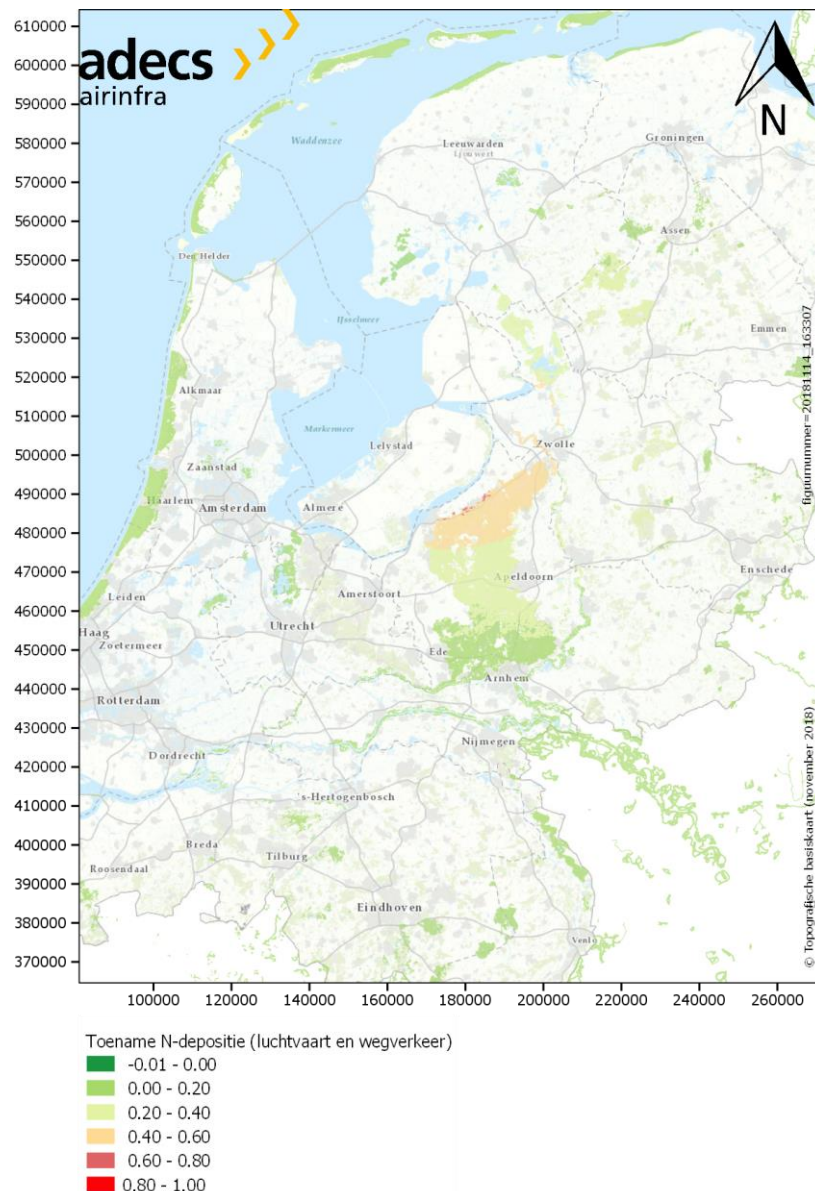 adecs
airinfra
N
610000
600000
590000
580000
570000
560000
550000
540000
530000
520000
510000
500000
490000
480000
470000
460000
450000
440000
430000
420000
410000
400000
390000
380000
370000
Waddenzee
Leeuwarden
Ljouwert
Groningen
Assen
Den Helder
IJsselmeer
Emmen
Alkmaar
Markermeer
Lelystad
Zwolle
Zaanstad
Haarlem
Amsterdam
Almere
Enschede
Apeldoorn
Leiden
Amersfoort
Haag
Utrecht
Zoetermeer
Ede
Arnhem
Rotterdam
Nijmegen
Dordrecht
's-Hertogenbosch
Breda
Tilburg
Roosendaal
Eindhoven
Venlo
figuurnummer=20181114_163307
© Topografische basiskaart (november 2018)
100000 120000 140000 160000 180000 200000 220000 240000 260000
Toename N-depositie (luchtvaart en wegverkeer)
-0.01 - 0.00
0.00 - 0.20
0.20 - 0.40
0.40 - 0.60
0.60 - 0.80
0.80 - 1.00